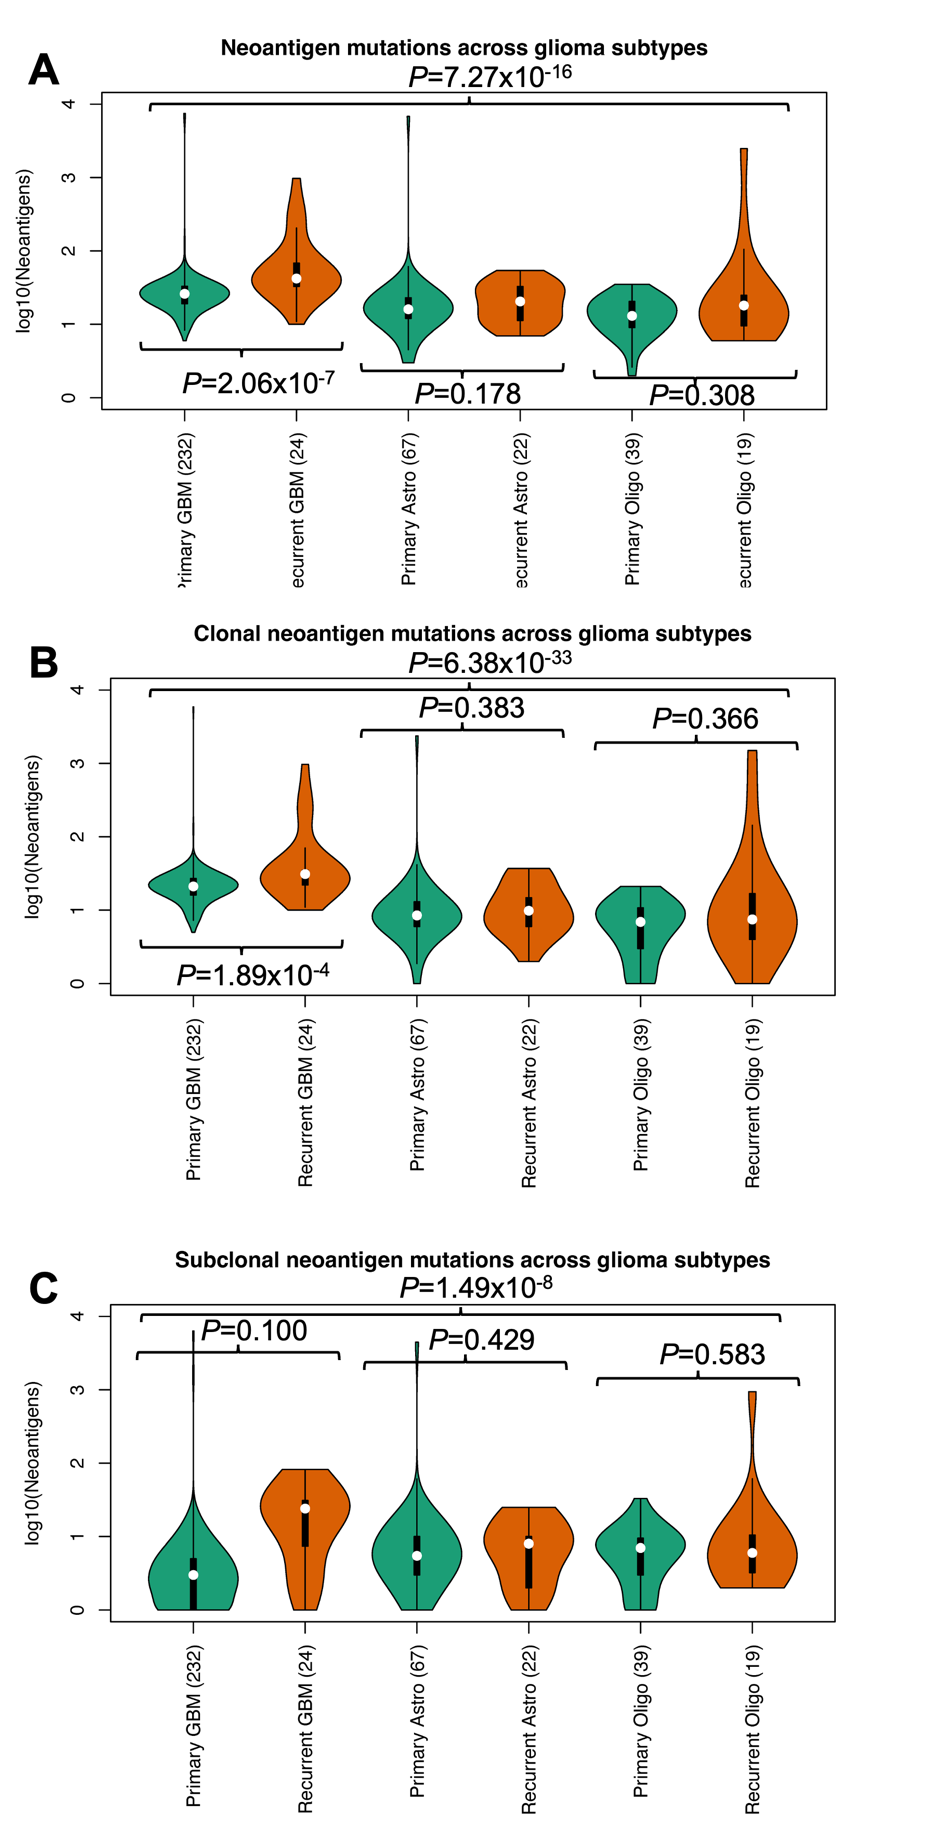 A
Neoantigen mutations across glioma subtypes
P=7.27x10-16
log10(Neoantigens)
4
3
2
1
0
P=2.06x10-7
P=0.178
P=0.308
Primary GBM (232)
ecurrent GBM (24)
Primary Astro (67)
ecurrent Astro (22)
Primary Oligo (39)
ecurrent Oligo (19)
B
Clonal neoantigen mutations across glioma subtypes
P=6.38x10-33
log10(Neoantigens)
4
3
2
1
0
P=0.383
P=0.366
P=1.89x10-4
Primary GBM (232)
Recurrent GBM (24)
Primary Astro (67)
Recurrent Astro (22)
Primary Oligo (39)
Recurrent Oligo (19)
C
Subclonal neoantigen mutations across glioma subtypes
P=1.49x10-8
log10(Neoantigens)
4
3
2
1
0
P=0.100
P=0.429
P=0.583
Primary GBM (232)
Recurrent GBM (24)
Primary Astro (67)
Recurrent Astro (22)
Primary Oligo (39)
Recurrent Oligo (19)